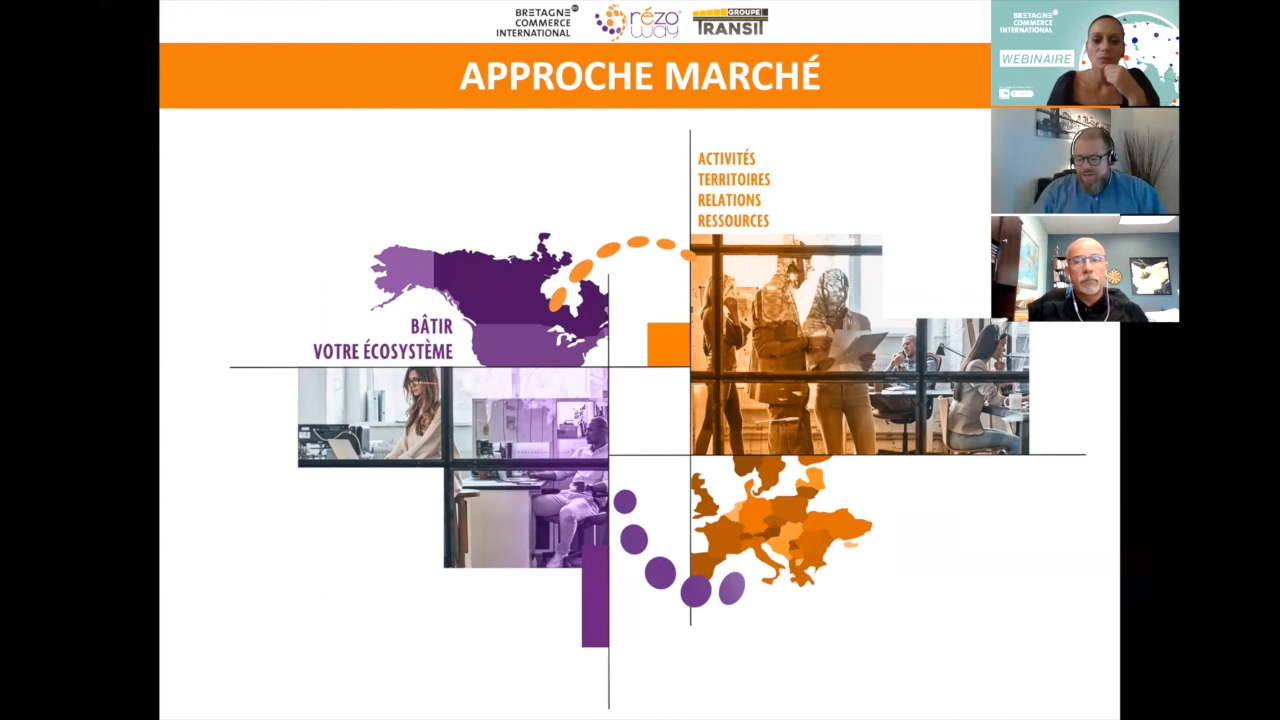 BRETAGNE
COMMERCE
INTERNATIONAL
rézo
way
GROUPE
TRANSIT
APPROCHE MARCHÉ
BRETAGNE
COMMERCE
INTERNATIONAL
WEBINAIRE
ACTIVITÉS
TERRITOIRES
RELATIONS
RESSOURCES
BÂTIR
VOTRE ÉCOSYSTÈME